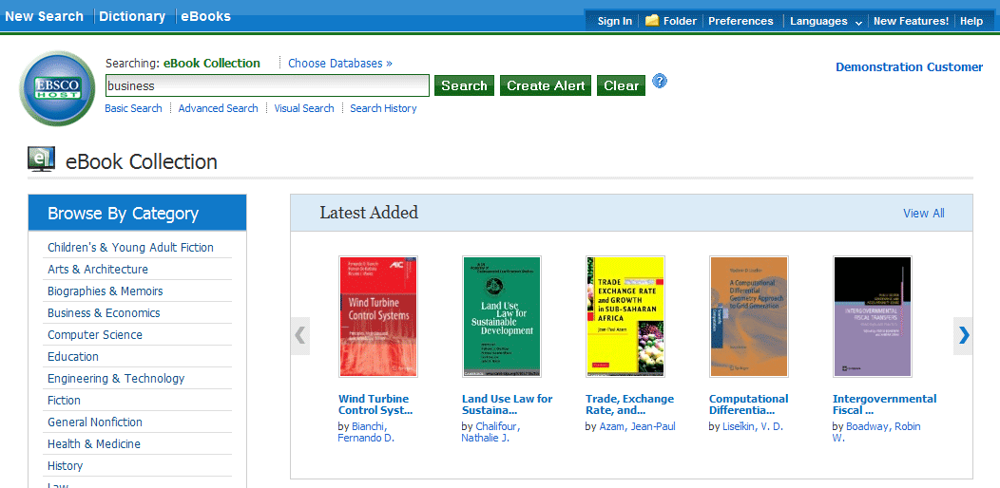 New Search Dictionary eBooks
Sign In Folder Preferences Languages New Features! Help
Searching: eBook Collection Choose Databases »
Demonstration Customer
EBSCO
HOST
business
Search Create Alert Clear ?
Basic Search Advanced Search Visual Search Search History
e
eBook Collection
Browse By Category
Children's & Young Adult Fiction
Arts & Architecture
Biographies & Memoirs
Business & Economics
Computer Science
Education
Engineering & Technology
Fiction
General Nonfiction
Health & Medicine
History
Law
Latest Added
View All
Wind Turbine
Control Systems
Springer
Land Use
Law for
Sustainable
Development
TRADE
EXCHANGE RATE
and GROWTH
in SUB-SAHARAN
AFRICA
Jean-Paul Azam
A Computational
Differential
Geometry Approach
to Grid Generation
Springer
INTERGOVERNMENTAL
FISCAL TRANSFERS
Wind Turbine
Control Syst...
by Bianchi,
Fernando D.
Land Use Law for
Sustaina...
by Chalifour,
Nathalie J.
Trade, Exchange
Rate, and...
by Azam, Jean-Paul
Computational
Differentia...
by Liseĭkin, V. D.
Intergovernmental
Fiscal ...
by Boadway, Robin
W.